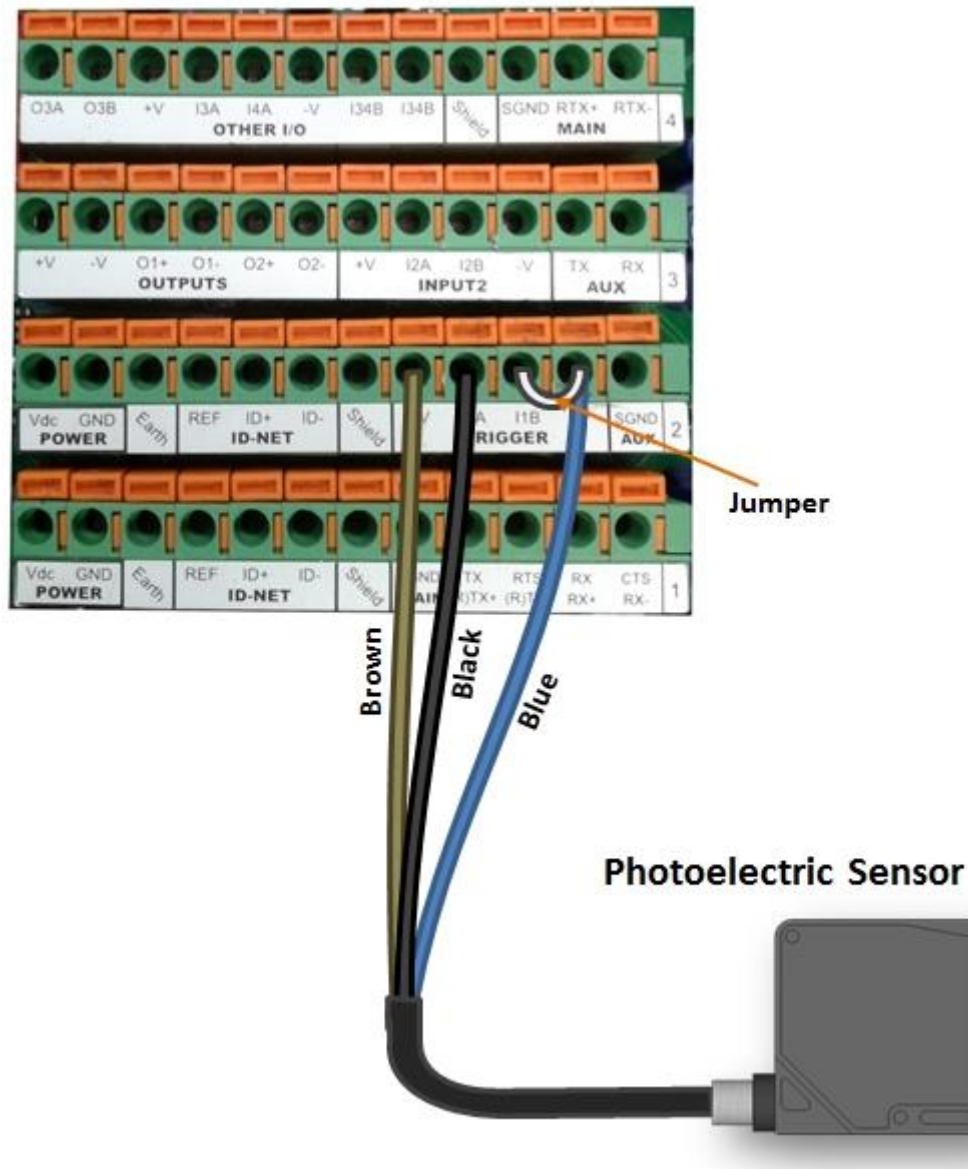 O3A O3B +V I3A I4A -V I34B I34B Shield SGND RTX+ RTX-
OTHER I/O MAIN 4
+V -V O1+ O1- O2+ O2- +V I2A I2B -V TX RX
OUTPUTS INPUT2 AUX 3
Vdc GND Earth REF ID+ ID- Shield V A I1B SGND
POWER ID-NET RIGGER AUX 2
Jumper
Vdc GND Earth REF ID+ ID- Shield ND TX RTS RX CTS
POWER ID-NET AIN )TX+ (R)T RX+ RX- 1
Brown
Black
Blue
Photoelectric Sensor